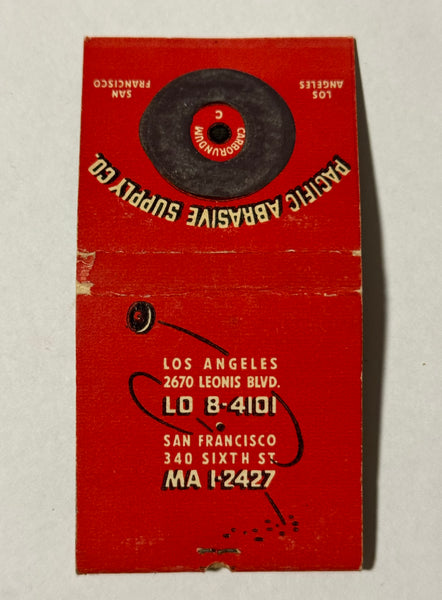 LOS ANGELES
SAN FRANCISCO
CARBORUNDUM
C
PACIFIC ABRASIVE SUPPLY CO.
LOS ANGELES
2670 LEONIS BLVD.
LO 8-4101
SAN FRANCISCO
340 SIXTH ST.
MA 1-2427